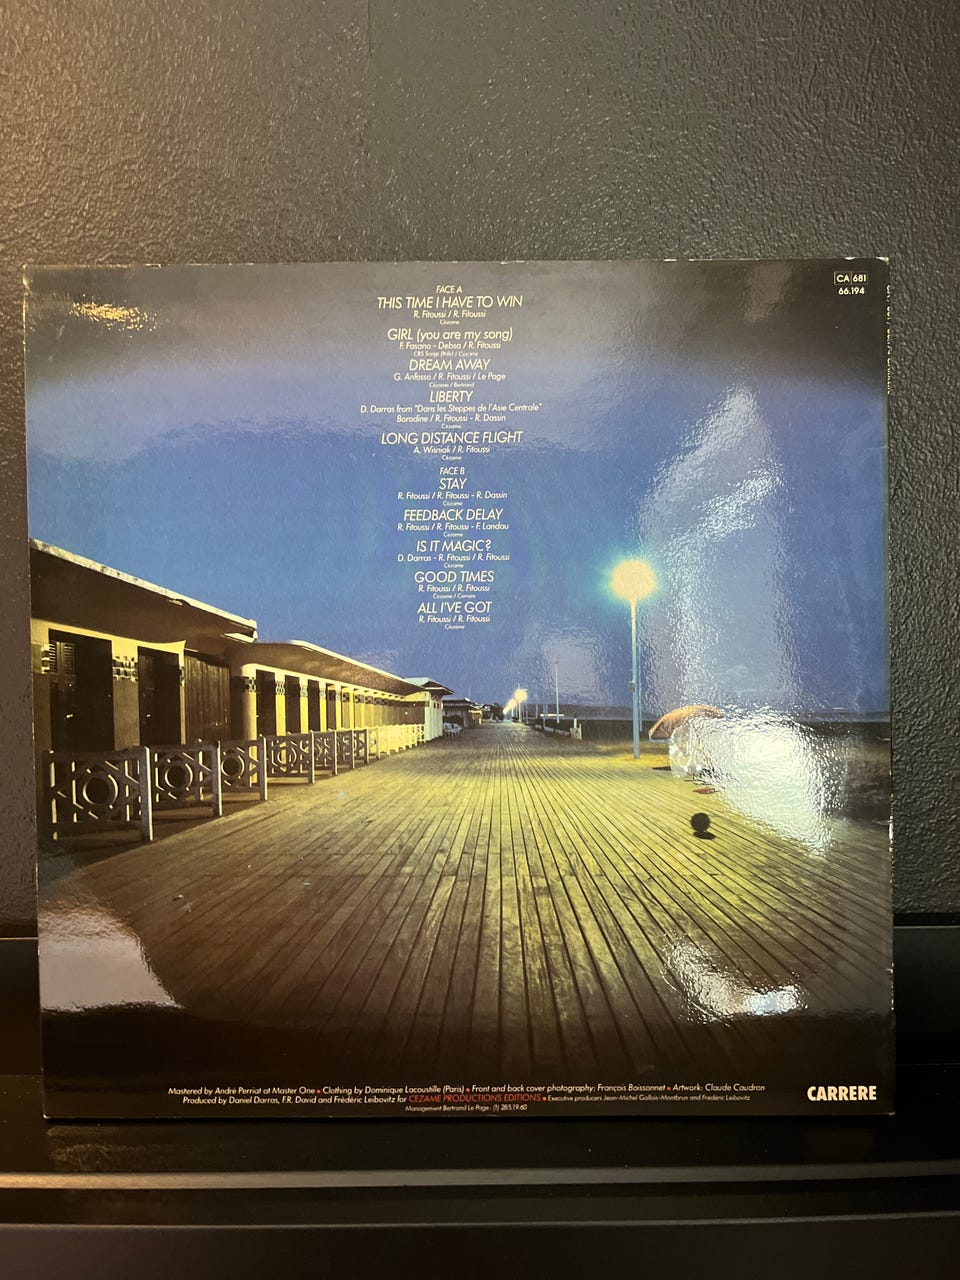 CA 681
66.194
FACE A
THIS TIME I HAVE TO WIN
R. Fitoussi / R. Fitoussi
Cézame
GIRL (you are my song)
F. Fasano - Debsa / R. Fitoussi
CBS Songs (Italy) / Cézame
DREAM AWAY
G. Anfosso / R. Fitoussi / Le Page
Cézame / Bertrand
LIBERTY
D. Darras from "Dans les Steppes de l'Asie Centrale"
Borodine / R. Fitoussi - R. Dassin
Cézame
LONG DISTANCE FLIGHT
A. Wisniak / R. Fitoussi
Cézame
FACE B
STAY
R. Fitoussi / R. Fitoussi - R. Dassin
Cézame
FEEDBACK DELAY
R. Fitoussi / R. Fitoussi - F. Landau
Cézame
IS IT MAGIC?
D. Darras - R. Fitoussi / R. Fitoussi
Cézame
GOOD TIMES
R. Fitoussi / R. Fitoussi
Cézame / Carrere
ALL I'VE GOT
R. Fitoussi / R. Fitoussi
Cézame
Mastered by André Perriat at Master One • Clothing by Dominique Lacoustille (Paris) • Front and back cover photography: François Boissonnet • Artwork: Claude Caudron
Produced by Daniel Darras, F.R. David and Frédéric Leibovitz for CEZAME PRODUCTIONS EDITIONS • Executive producers Jean-Michel Gallois-Montbrun and Frédéric Leibovitz
Management Bertrand Le Page: (1) 285.19.60
CARRERE